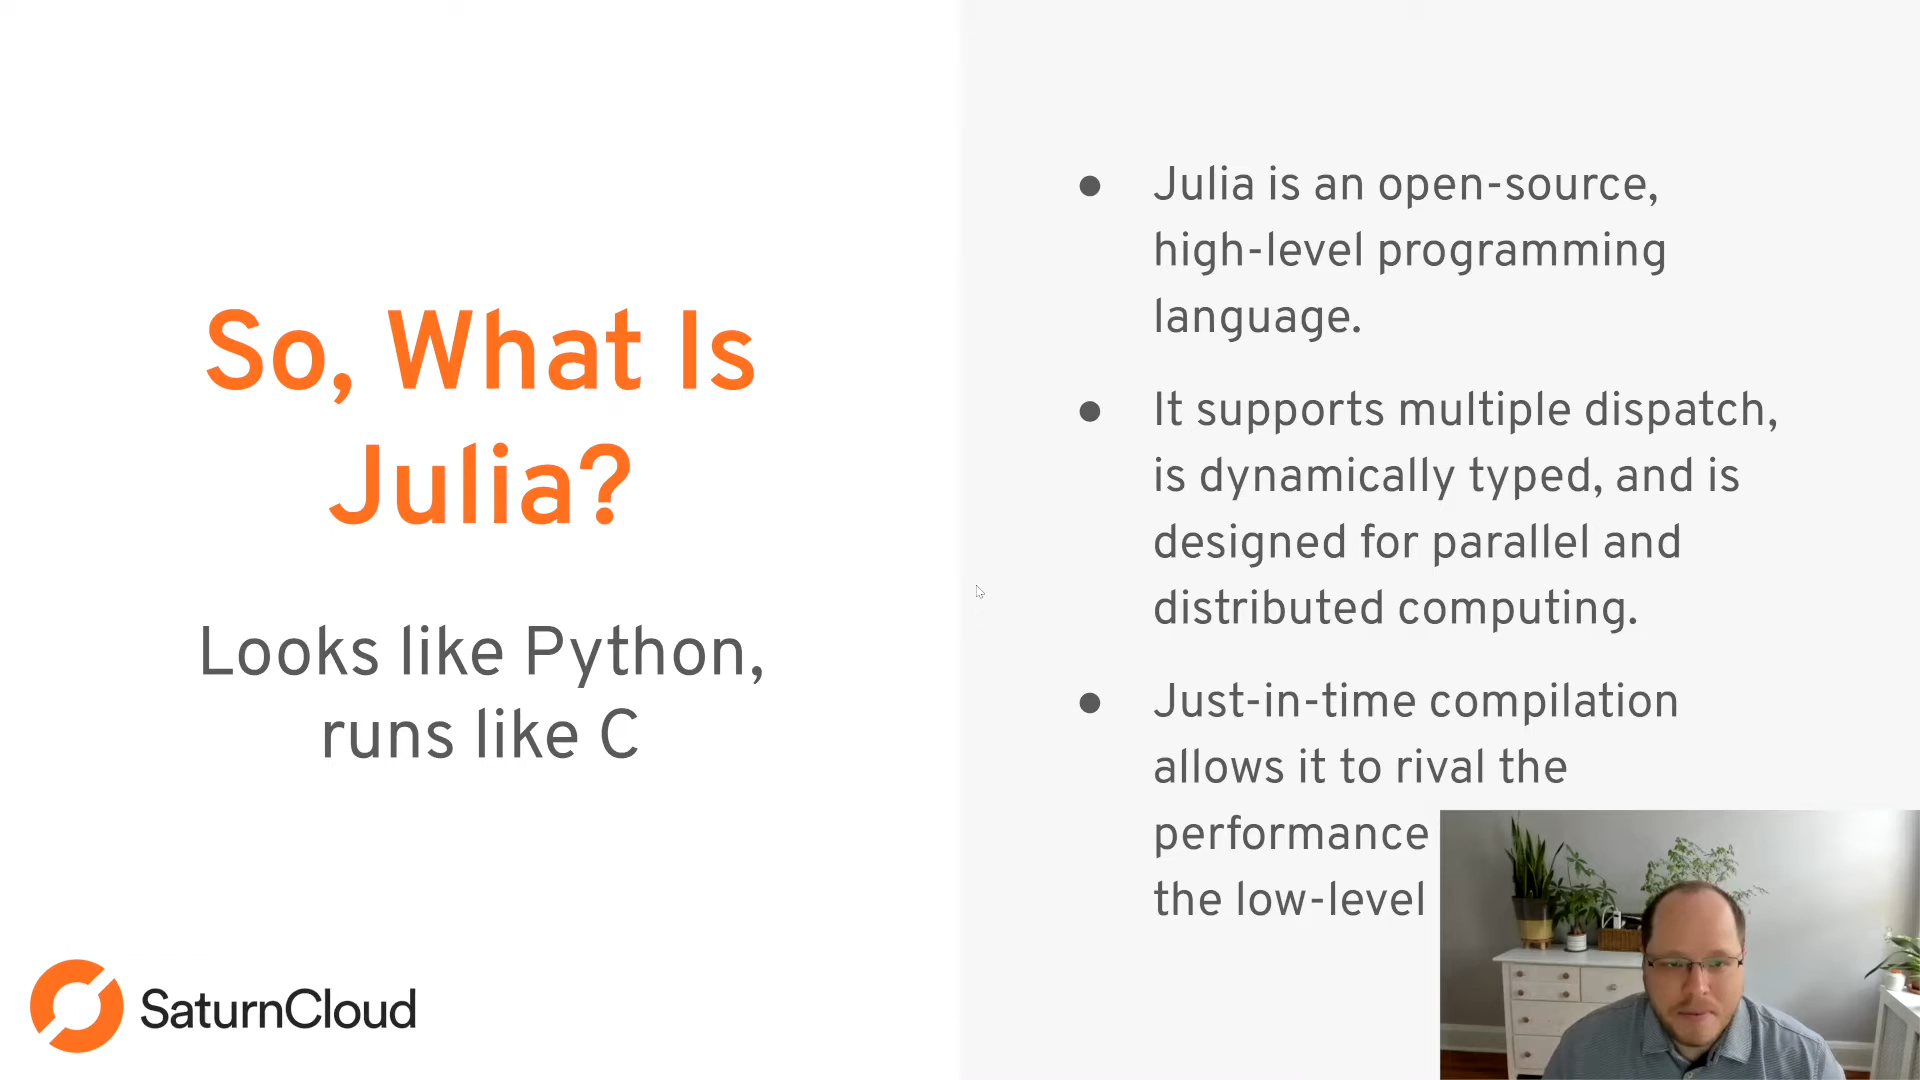 So, What Is
Julia?
Looks like Python,
runs like C
SaturnCloud
● Julia is an open-source,
high-level programming
language.
● It supports multiple dispatch,
is dynamically typed, and is
designed for parallel and
distributed computing.
● Just-in-time compilation
allows it to rival the
performance
the low-level